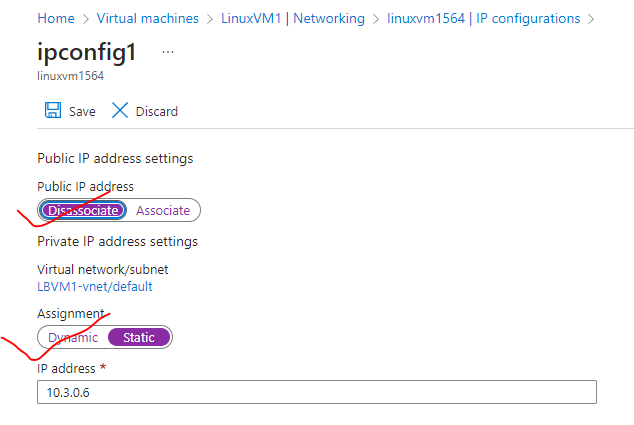 Home > Virtual machines > LinuxVM1 | Networking > linuxvm1564 | IP configurations >
ipconfig1 ...
linuxvm1564
Save Discard
Public IP address settings
Public IP address
Disassociate Associate
Private IP address settings
Virtual network/subnet
LBVM1-vnet/default
Assignment
Dynamic Static
IP address *
10.3.0.6